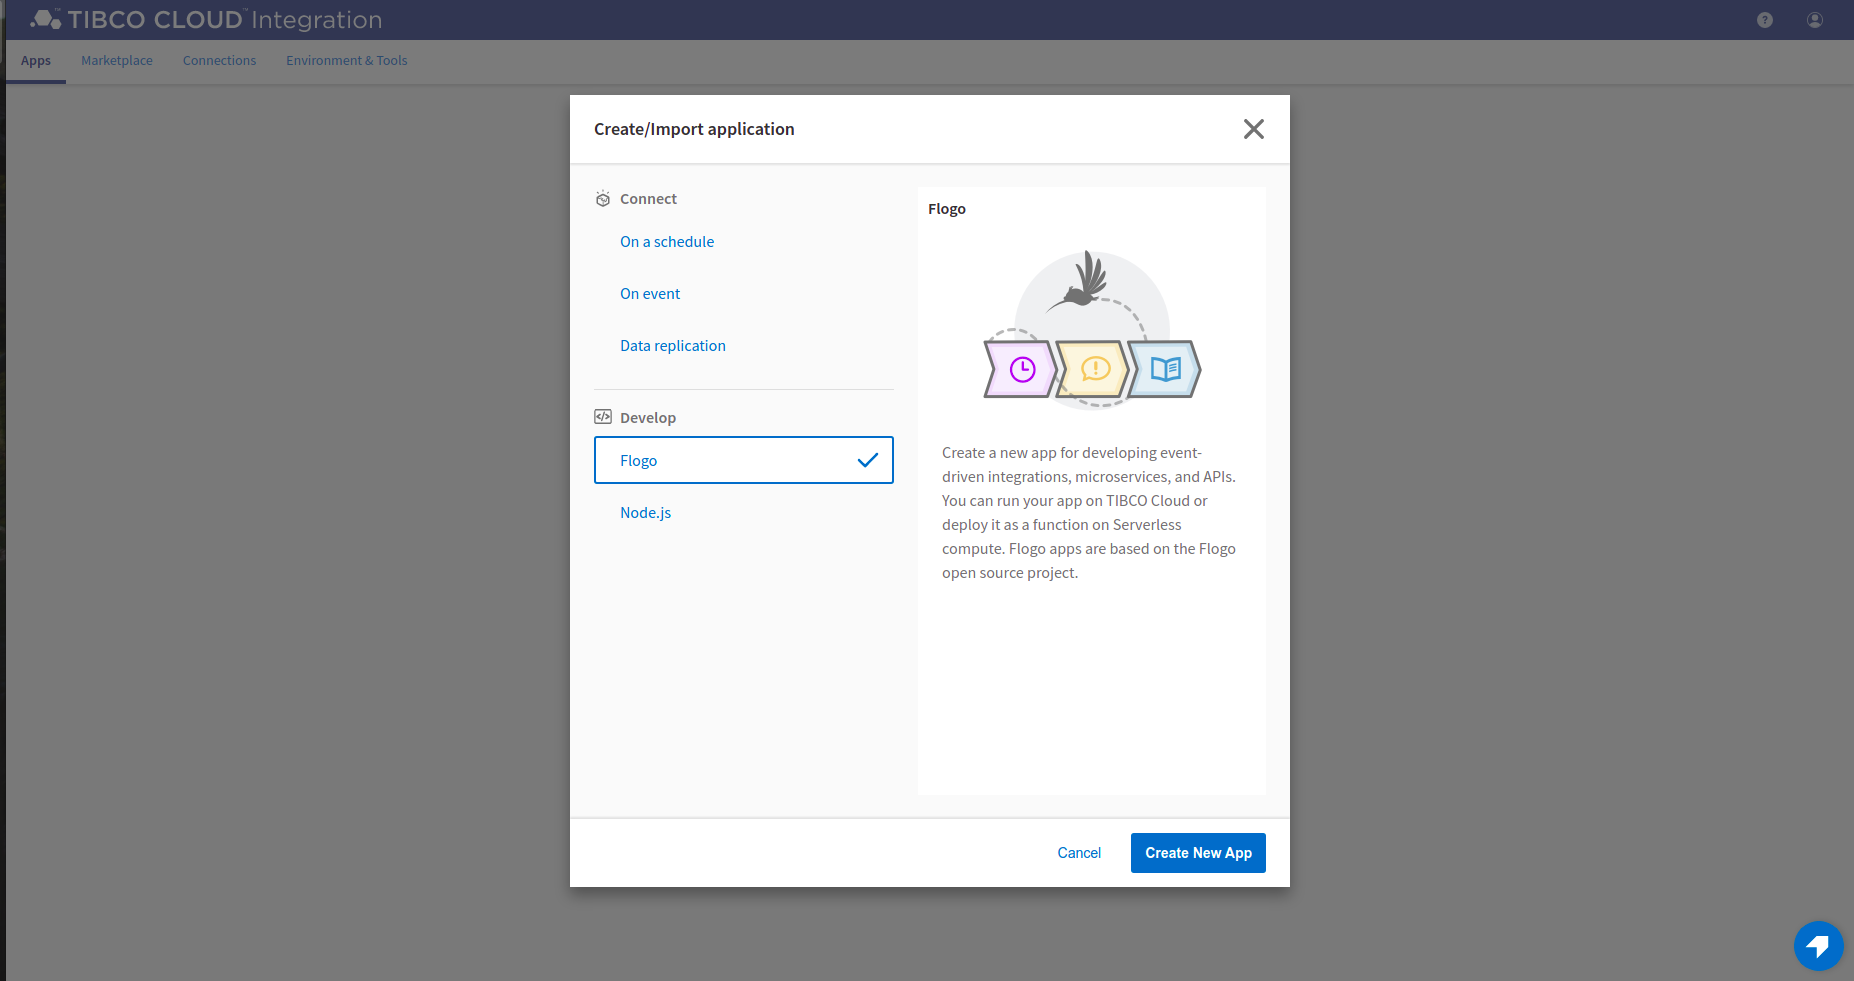 TIBCO CLOUD™ Integration
Apps Marketplace Connections Environment & Tools
Create/Import application
Connect
On a schedule
On event
Data replication
Develop
Flogo
Node.js
Flogo
Create a new app for developing event-
driven integrations, microservices, and APIs.
You can run your app on TIBCO Cloud or
deploy it as a function on Serverless
compute. Flogo apps are based on the Flogo
open source project.
Cancel
Create New App